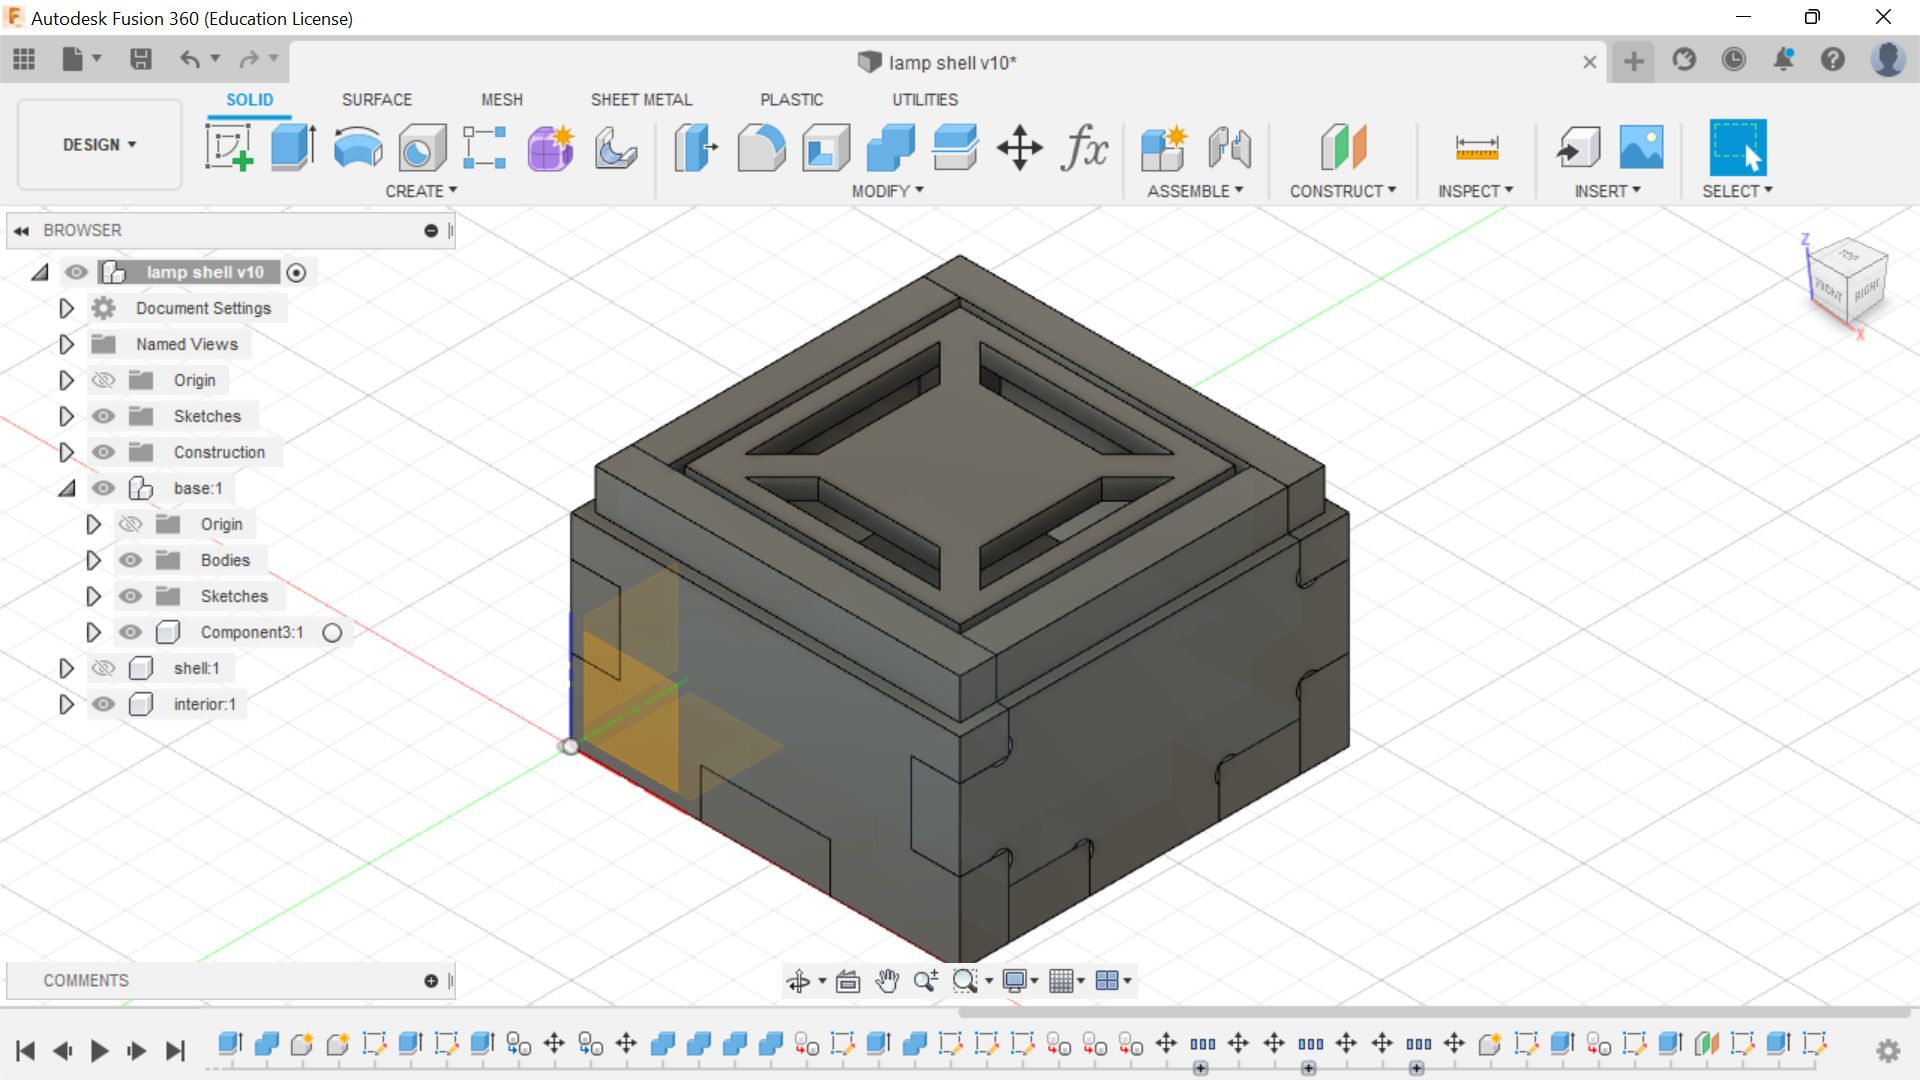 Autodesk Fusion 360 (Education License)
lamp shell v10*
SOLID SURFACE MESH SHEET METAL PLASTIC UTILITIES
DESIGN
CREATE MODIFY ASSEMBLE CONSTRUCT INSPECT INSERT SELECT
fx
BROWSER
lamp shell v10
Document Settings
Named Views
Origin
Sketches
Construction
base:1
Origin
Bodies
Sketches
Component3:1
shell:1
interior:1
Z
TOP
FRONT
RIGHT
X
COMMENTS